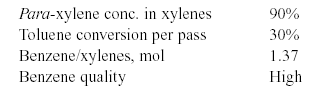 Para-xylene conc. in xylenes 90%
Toluene conversion per pass 30%
Benzene/xylenes, mol 1.37
Benzene quality High